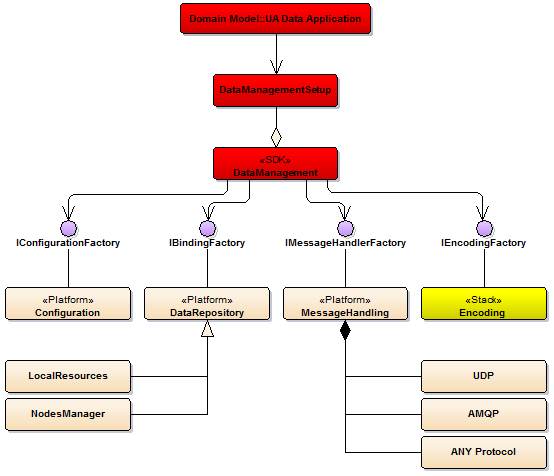 Domain Model::UA Data Application
DataManagementSetup
«SDK»
DataManagement
IConfigurationFactory
IBindingFactory
IMessageHandlerFactory
IEncodingFactory
«Platform»
Configuration
«Platform»
DataRepository
«Platform»
MessageHandling
«Stack»
Encoding
LocalResources
UDP
NodesManager
AMQP
ANY Protocol